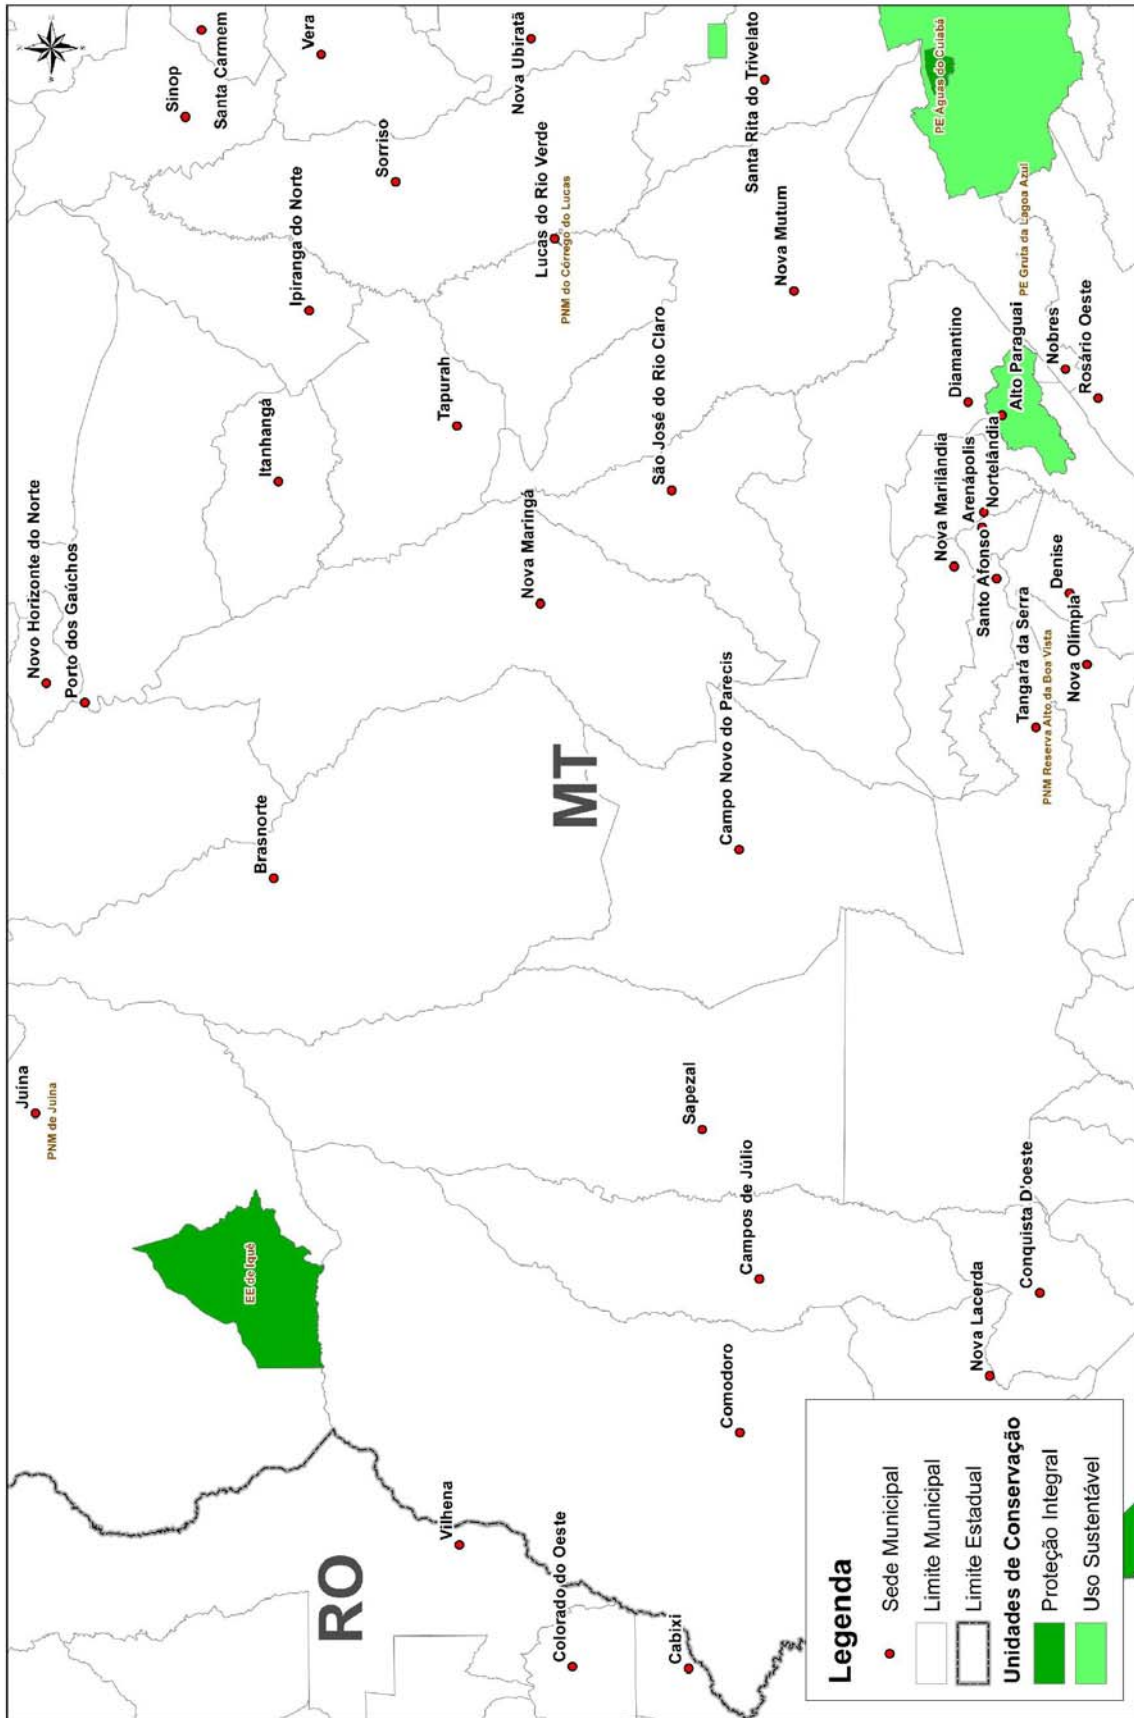 Juína
PNM de Juína
Novo Horizonte do Norte
Porto dos Gaúchos
Sinop
Santa Carmem
Vera
EE de Iquê
Brasnorte
Itanhangá
Ipiranga do Norte
Sorriso
RO
Vilhena
Tapurah
Nova Ubiratã
Colorado do Oeste
MT
Nova Maringá
Lucas do Rio Verde
PNM do Córrego do Lucas
Cabixi
Sapezal
São José do Rio Claro
Comodoro
Campos de Júlio
Campo Novo do Parecis
Nova Mutum
Santa Rita do Trivelato
PE Águas do Cuiabá
Nova Marilândia
Diamantino
Arenápolis
Santo Afonso
Nortelândia
Alto Paraguai
PE Gruta da Lagoa Azul
Nova Lacerda
Conquista D'oeste
Tangará da Serra
PNM Reserva Alto da Boa Vista
Denise
Nova Olímpia
Nobres
Rosário Oeste
Legenda
Sede Municipal
Limite Municipal
Limite Estadual
Unidades de Conservação
Proteção Integral
Uso Sustentável